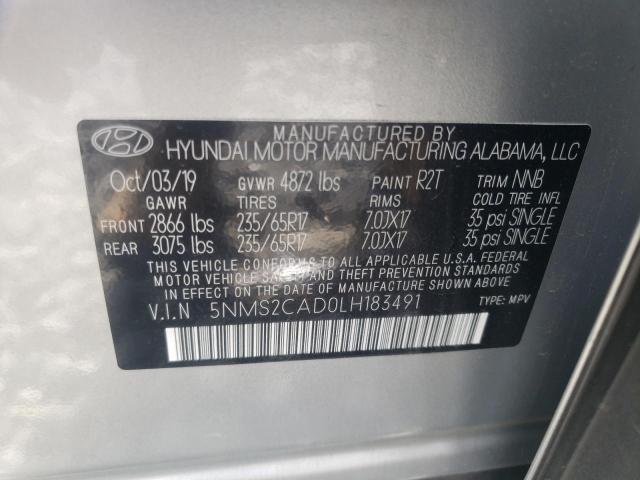 MANUFACTURED BY
HYUNDAI MOTOR MANUFACTURING ALABAMA, LLC
Oct/03/19 GVWR 4872 lbs PAINT R2T TRIM NNB
GAWR TIRES RIMS COLD TIRE INFL
FRONT 2866 lbs 235/65R17 7.0JX17 35 psi SINGLE
REAR 3075 lbs 235/65R17 7.0JX17 35 psi SINGLE
THIS VEHICLE CONFORMS TO ALL APPLICABLE U.S.A. FEDERAL
MOTOR VEHICLE SAFETY AND THEFT PREVENTION STANDARDS
IN EFFECT ON THE DATE OF MANUFACTURE SHOWN ABOVE.
V.I.N 5NMS2CAD0LH183491 TYPE: MPV